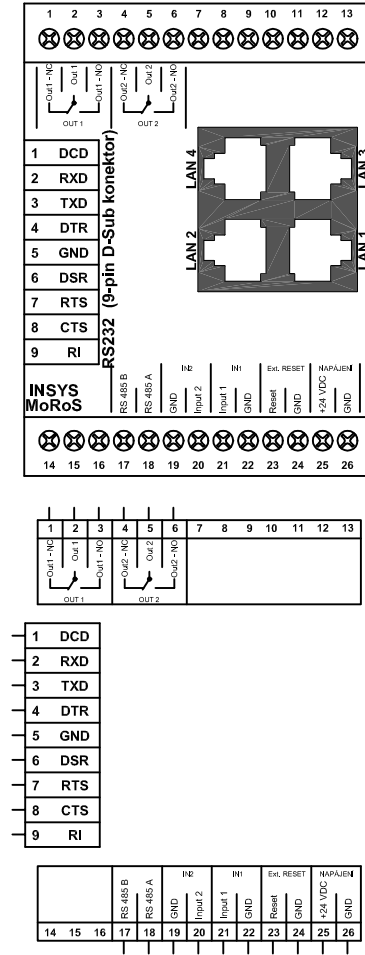 1 2 3 4 5 6 7 8 9 10 11 12 13
Out1 - NC
Out 1
Out1 - NO
Out2 - NC
Out 2
Out2 - NO
OUT 1 OUT 2
1 DCD
2 RXD
3 TXD
4 DTR
5 GND
6 DSR
7 RTS
8 CTS
9 RI
RS232 (9-pin D-Sub konektor)
LAN 4
LAN 3
LAN 2
LAN 1
INSYS
MoRoS
IN2 IN1 Ext. RESET NAPÁJENÍ
RS 485 B
RS 485 A
GND
Input 2
Input 1
GND
Reset
GND
+24 VDC
GND
14 15 16 17 18 19 20 21 22 23 24 25 26
1 2 3 4 5 6 7 8 9 10 11 12 13
Out1 - NC
Out 1
Out1 - NO
Out2 - NC
Out 2
Out2 - NO
OUT 1 OUT 2
1 DCD
2 RXD
3 TXD
4 DTR
5 GND
6 DSR
7 RTS
8 CTS
9 RI
IN2 IN1 Ext. RESET NAPÁJENÍ
RS 485 B
RS 485 A
GND
Input 2
Input 1
GND
Reset
GND
+24 VDC
GND
14 15 16 17 18 19 20 21 22 23 24 25 26